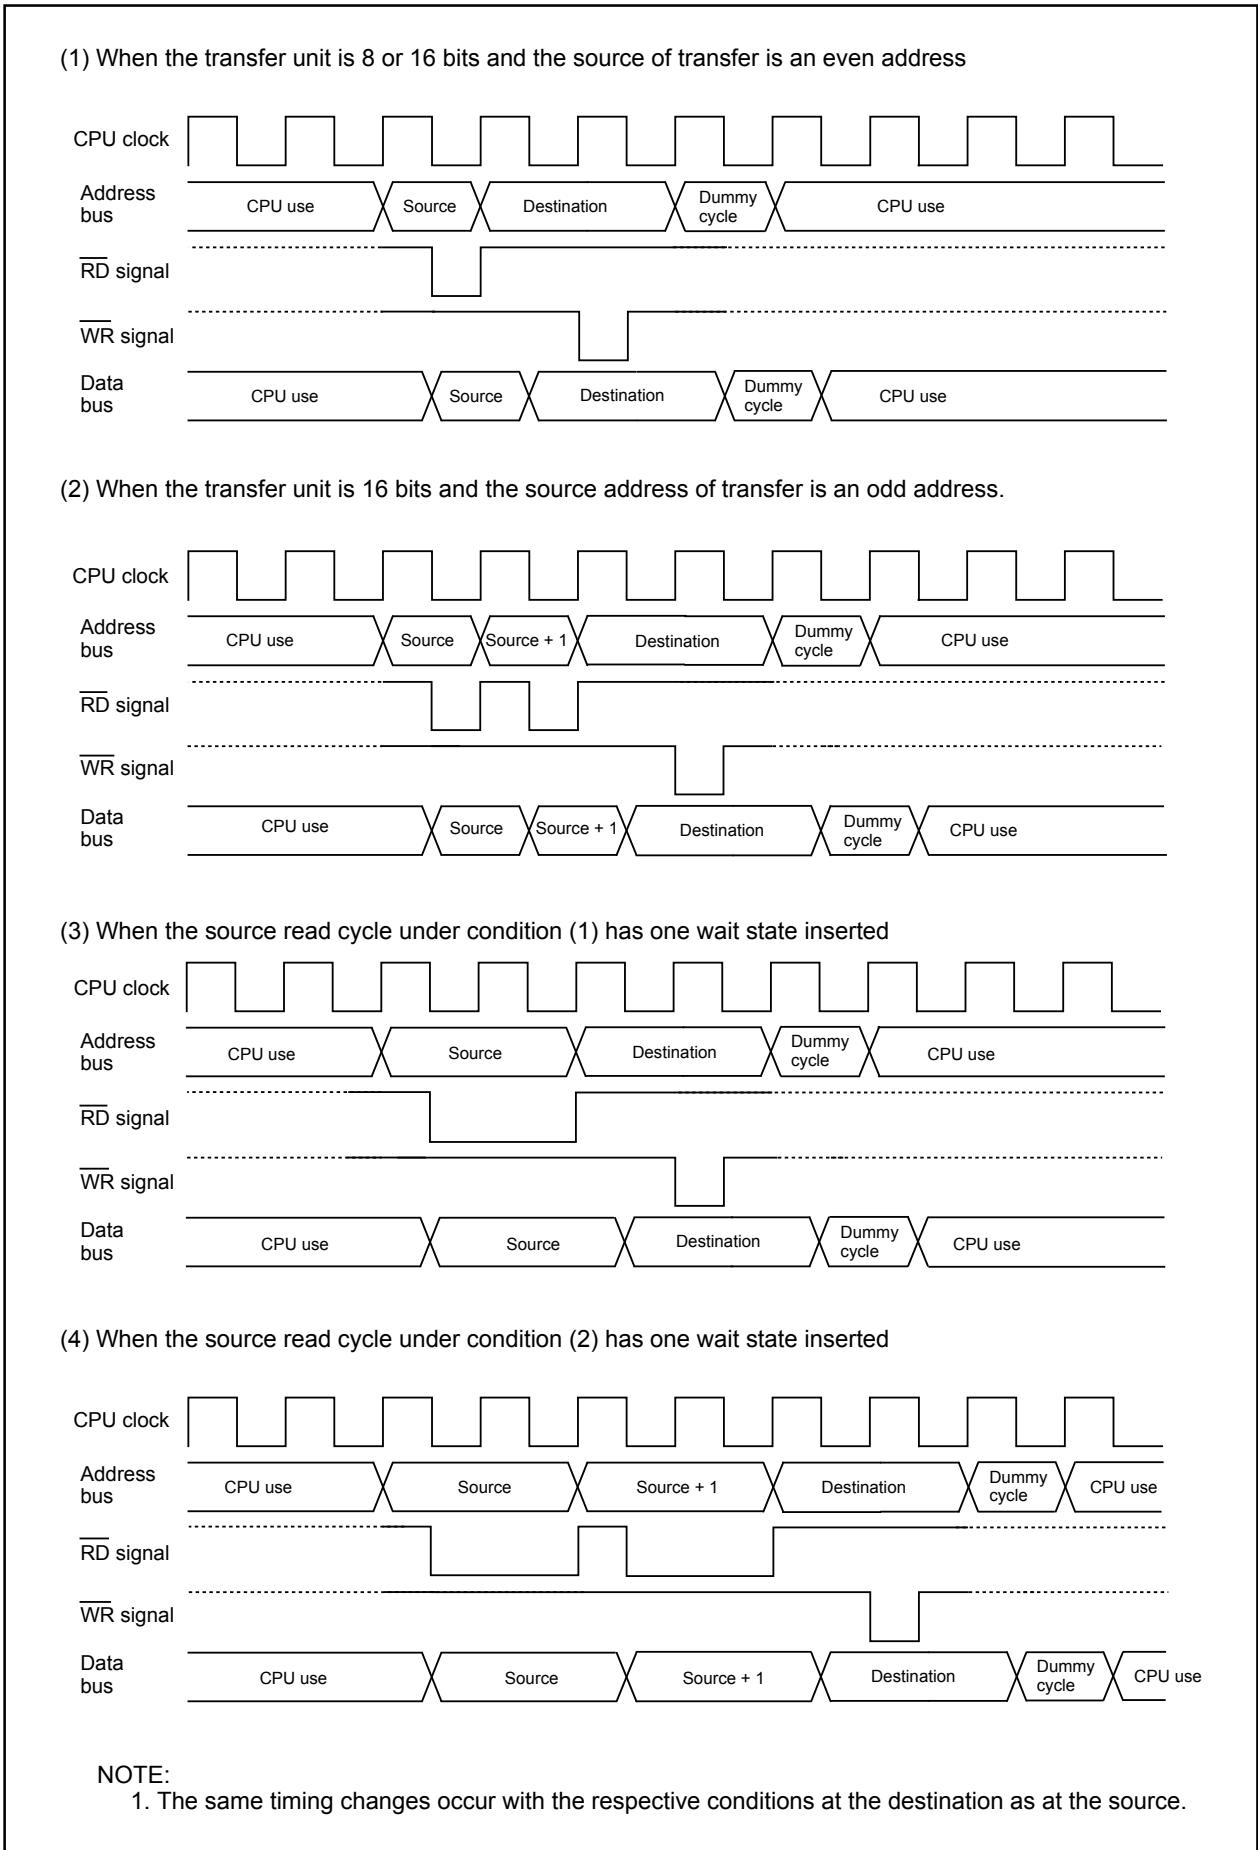 (1) When the transfer unit is 8 or 16 bits and the source of transfer is an even address
CPU clock
Address
bus
CPU use
Source
Destination
Dummy
cycle
CPU use
RD signal
WR signal
Data
bus
CPU use
Source
Destination
Dummy
cycle
CPU use
(2) When the transfer unit is 16 bits and the source address of transfer is an odd address.
CPU clock
Address
bus
CPU use
Source
Source + 1
Destination
Dummy
cycle
CPU use
RD signal
WR signal
Data
bus
CPU use
Source
Source + 1
Destination
Dummy
cycle
CPU use
(3) When the source read cycle under condition (1) has one wait state inserted
CPU clock
Address
bus
CPU use
Source
Destination
Dummy
cycle
CPU use
RD signal
WR signal
Data
bus
CPU use
Source
Destination
Dummy
cycle
CPU use
(4) When the source read cycle under condition (2) has one wait state inserted
CPU clock
Address
bus
CPU use
Source
Source + 1
Destination
Dummy
cycle
CPU use
RD signal
WR signal
Data
bus
CPU use
Source
Source + 1
Destination
Dummy
cycle
CPU use
NOTE:
1. The same timing changes occur with the respective conditions at the destination as at the source.